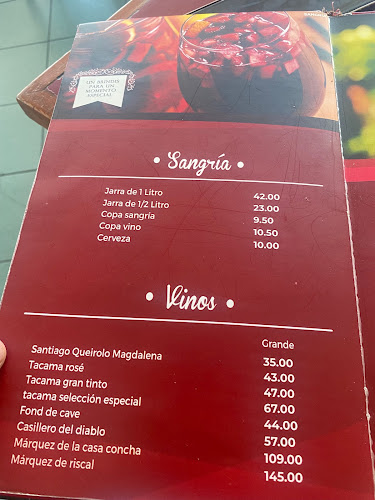 UN BRINDIS
PARA UN
MOMENTO
ESPECIAL
• Sangría •
Jarra de 1 Litro 42.00
Jarra de 1/2 Litro 23.00
Copa sangría 9.50
Copa vino 10.50
Cerveza 10.00
• Vinos •
Grande
Santiago Queirolo Magdalena 35.00
Tacama rosé 43.00
Tacama gran tinto 47.00
tacama selección especial 67.00
Fond de cave 44.00
Casillero del diablo 57.00
Márquez de la casa concha 109.00
Márquez de riscal 145.00